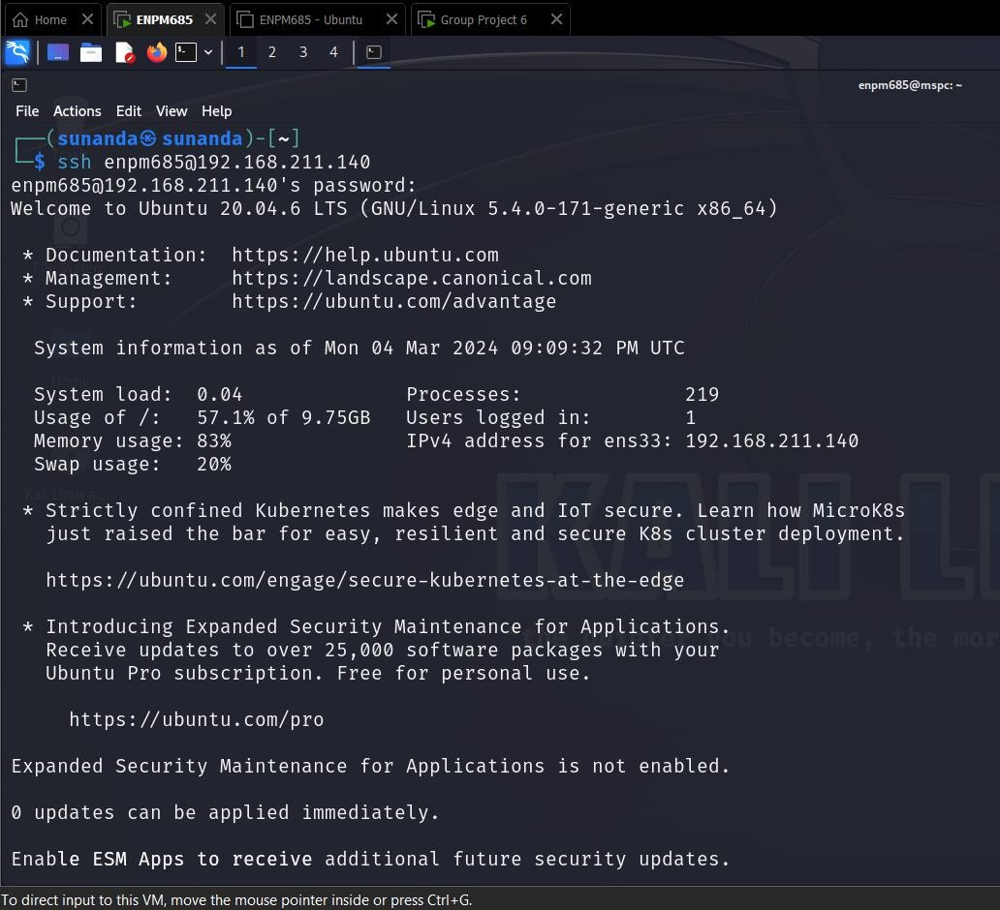 Home ENPM685 ENPM685 - Ubuntu Group Project 6
1 2 3 4
enpm685@mspc: ~
File Actions Edit View Help
(sunanda㉿sunanda)-[~]
$ ssh enpm685@192.168.211.140
enpm685@192.168.211.140's password:
Welcome to Ubuntu 20.04.6 LTS (GNU/Linux 5.4.0-171-generic x86_64)
* Documentation: https://help.ubuntu.com
* Management: https://landscape.canonical.com
* Support: https://ubuntu.com/advantage
System information as of Mon 04 Mar 2024 09:09:32 PM UTC
Home
System load: 0.04 Processes: 219
Usage of /: 57.1% of 9.75GB Users logged in: 1
Memory usage: 83% IPv4 address for ens33: 192.168.211.140
Swap usage: 20%
Kali Linux a...
KALI LI
* Strictly confined Kubernetes makes edge and IoT secure. Learn how MicroK8s
just raised the bar for easy, resilient and secure K8s cluster deployment.
https://ubuntu.com/engage/secure-kubernetes-at-the-edge
* Introducing Expanded Security Maintenance for Applications.
you become, the mor
Receive updates to over 25,000 software packages with your
Ubuntu Pro subscription. Free for personal use.
https://ubuntu.com/pro
Expanded Security Maintenance for Applications is not enabled.
0 updates can be applied immediately.
Enable ESM Apps to receive additional future security updates.
To direct input to this VM, move the mouse pointer inside or press Ctrl+G.